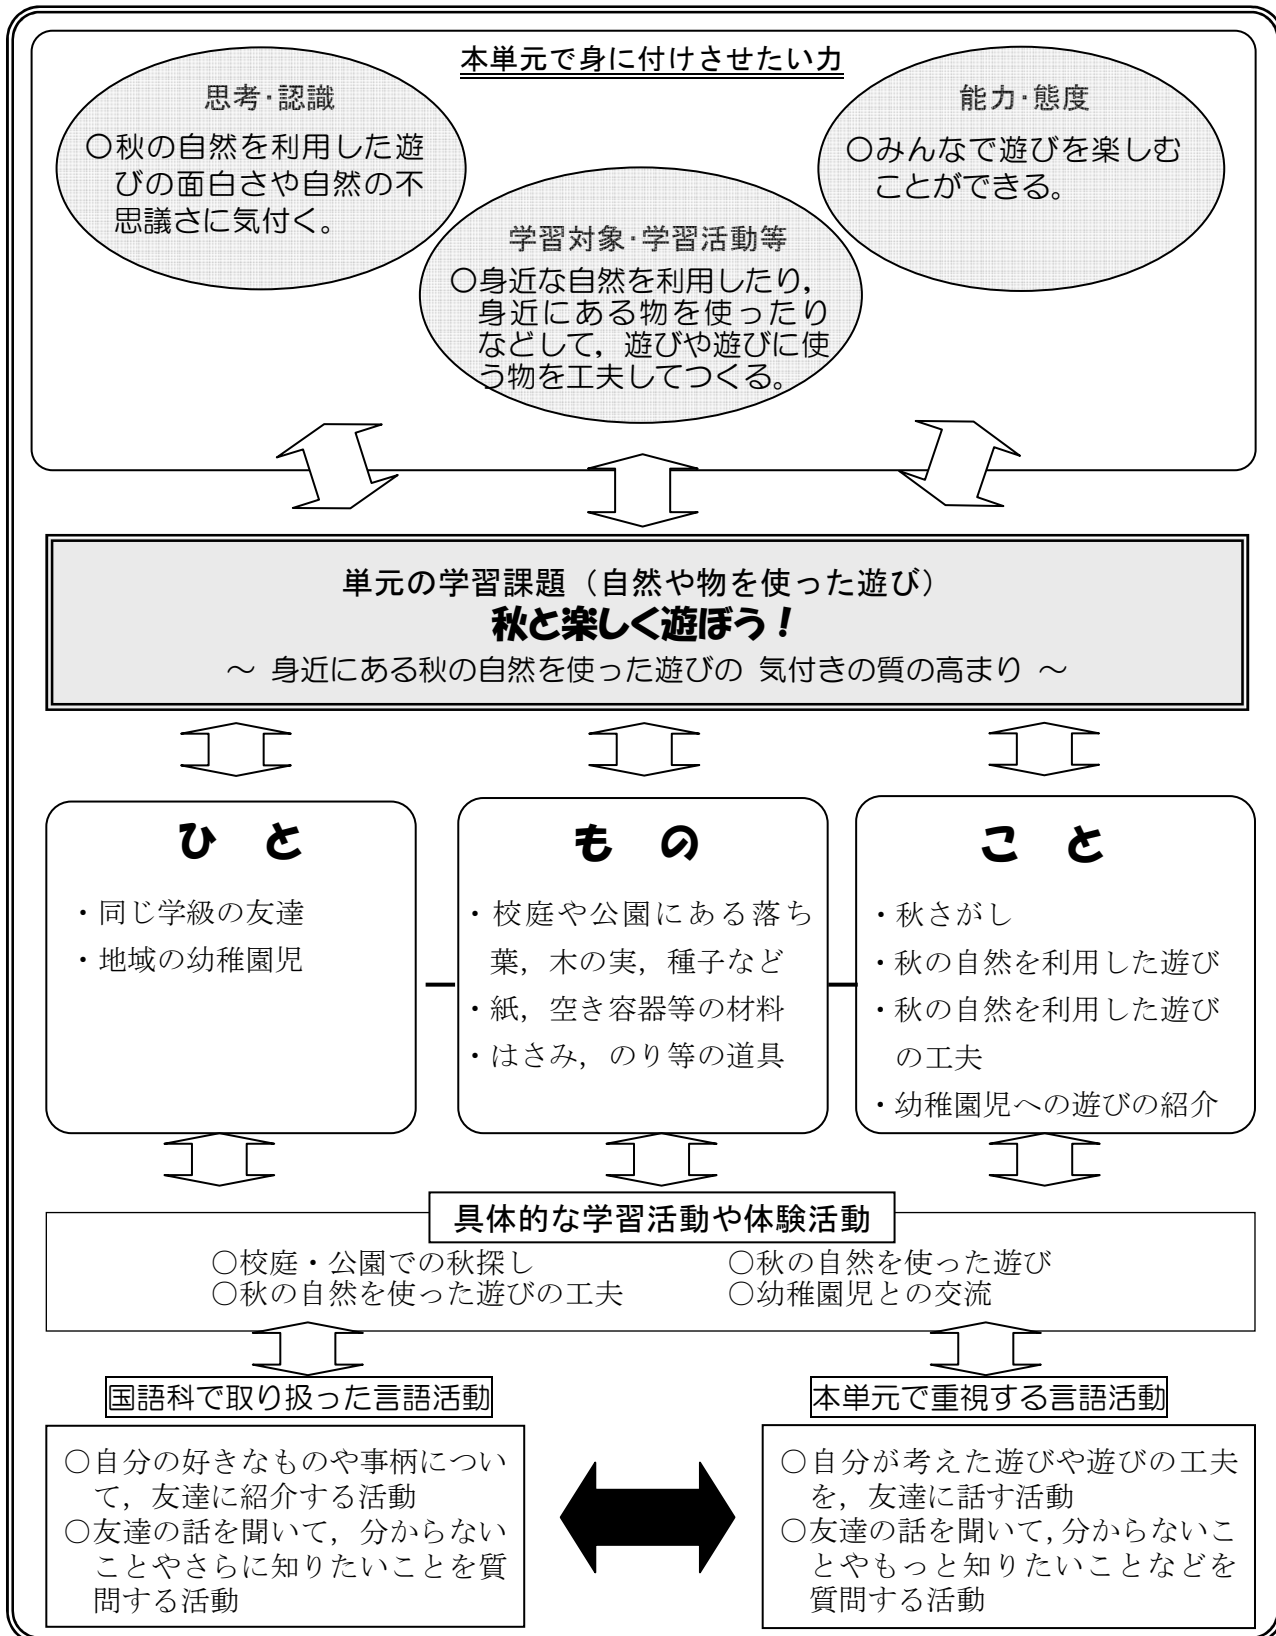 本単元で身に付けさせたい力
思考・認識
○秋の自然を利用した遊
びの面白さや自然の不
思議さに気付く。
能力・態度
○みんなで遊びを楽しむ
ことができる。
学習対象・学習活動等
○身近な自然を利用したり，
身近にある物を使ったり
などして，遊びや遊びに使
う物を工夫してつくる。
単元の学習課題（自然や物を使った遊び）
秋と楽しく遊ぼう！
～ 身近にある秋の自然を使った遊びの 気付きの質の高まり ～
ひ と
・同じ学級の友達
・地域の幼稚園児
も の
・校庭や公園にある落ち
葉，木の実，種子など
・紙，空き容器等の材料
・はさみ，のり等の道具
こ と
・秋さがし
・秋の自然を利用した遊び
・秋の自然を利用した遊び
の工夫
・幼稚園児への遊びの紹介
具体的な学習活動や体験活動
○校庭・公園での秋探し
○秋の自然を使った遊び
○秋の自然を使った遊びの工夫
○幼稚園児との交流
国語科で取り扱った言語活動
○自分の好きなものや事柄につい
て，友達に紹介する活動
○友達の話を聞いて，分からない
ことやさらに知りたいことを質
問する活動
本単元で重視する言語活動
○自分が考えた遊びや遊びの工夫
を，友達に話す活動
○友達の話を聞いて，分からないこ
とやもっと知りたいことなどを
質問する活動